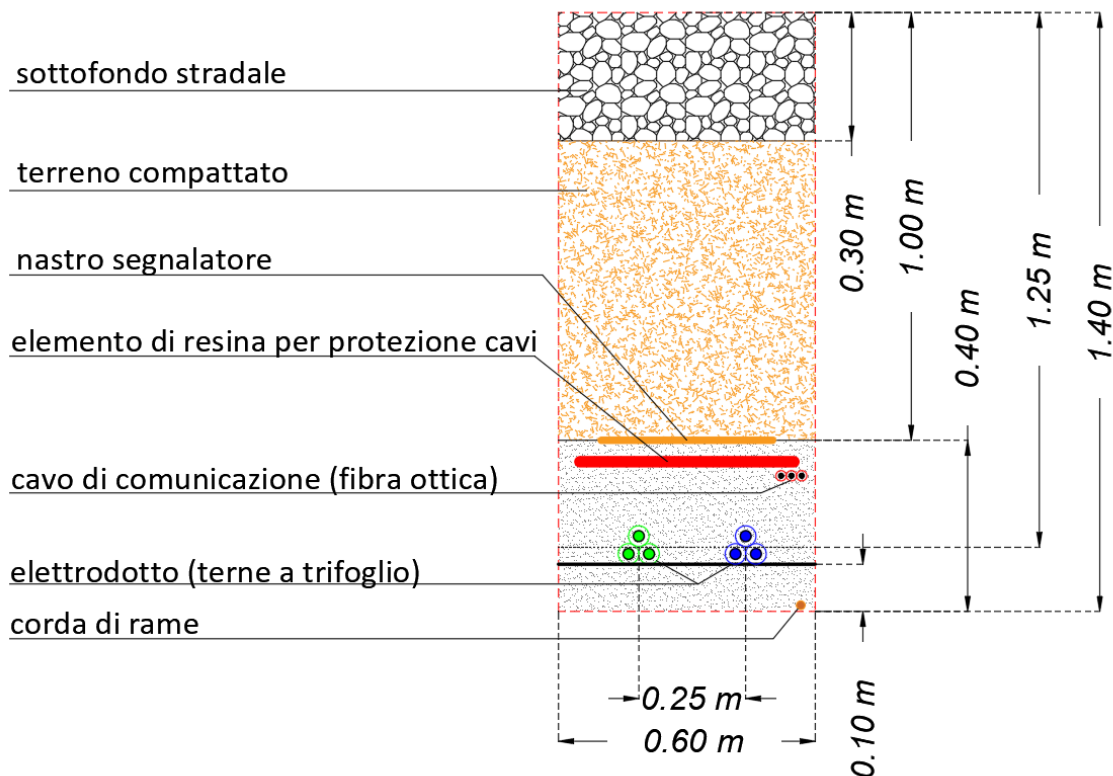 sottofondo stradale
terreno compattato
nastro segnalatore
elemento di resina per protezione cavi
cavo di comunicazione (fibra ottica)
elettrodotto (terne a trifoglio)
corda di rame
0.30 m
1.00 m
0.40 m
1.25 m
1.40 m
0.10 m
0.25 m
0.60 m